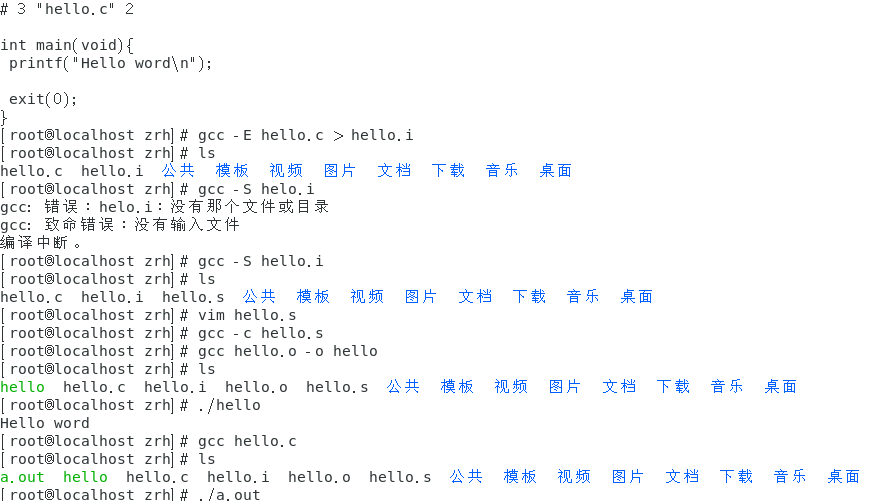 # 3 "hello.c" 2
int main(void){
printf("Hello word\n");
exit(0);
}
[root@localhost zrh]# gcc -E hello.c > hello.i
[root@localhost zrh]# ls
hello.c hello.i 公共 模板 视频 图片 文档 下载 音乐 桌面
[root@localhost zrh]# gcc -S helo.i
gcc: 错误：helo.i：没有那个文件或目录
gcc: 致命错误：没有输入文件
编译中断。
[root@localhost zrh]# gcc -S hello.i
[root@localhost zrh]# ls
hello.c hello.i hello.s 公共 模板 视频 图片 文档 下载 音乐 桌面
[root@localhost zrh]# vim hello.s
[root@localhost zrh]# gcc -c hello.s
[root@localhost zrh]# gcc hello.o -o hello
[root@localhost zrh]# ls
hello hello.c hello.i hello.o hello.s 公共 模板 视频 图片 文档 下载 音乐 桌面
[root@localhost zrh]# ./hello
Hello word
[root@localhost zrh]# gcc hello.c
[root@localhost zrh]# ls
a.out hello hello.c hello.i hello.o hello.s 公共 模板 视频 图片 文档 下载 音乐 桌面
[root@localhost zrh]# ./a.out